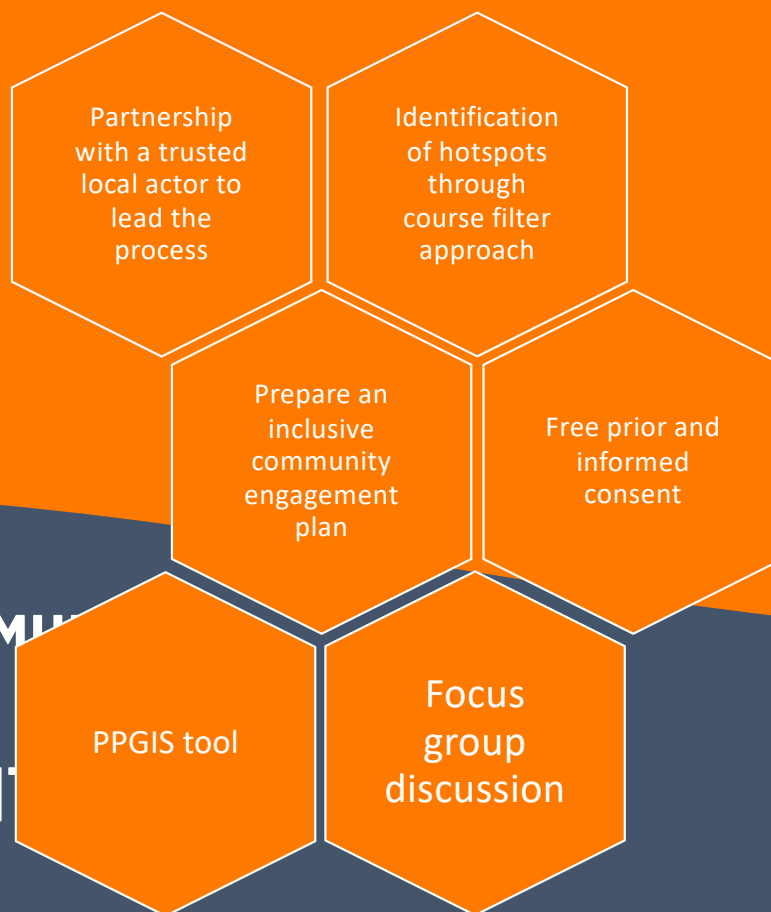 Partnership
with a trusted
local actor to
lead the
process
Identification
of hotspots
through
course filter
approach
Prepare an
inclusive
community
engagement
plan
Free prior and
informed
consent
PPGIS tool
Focus
group
discussion